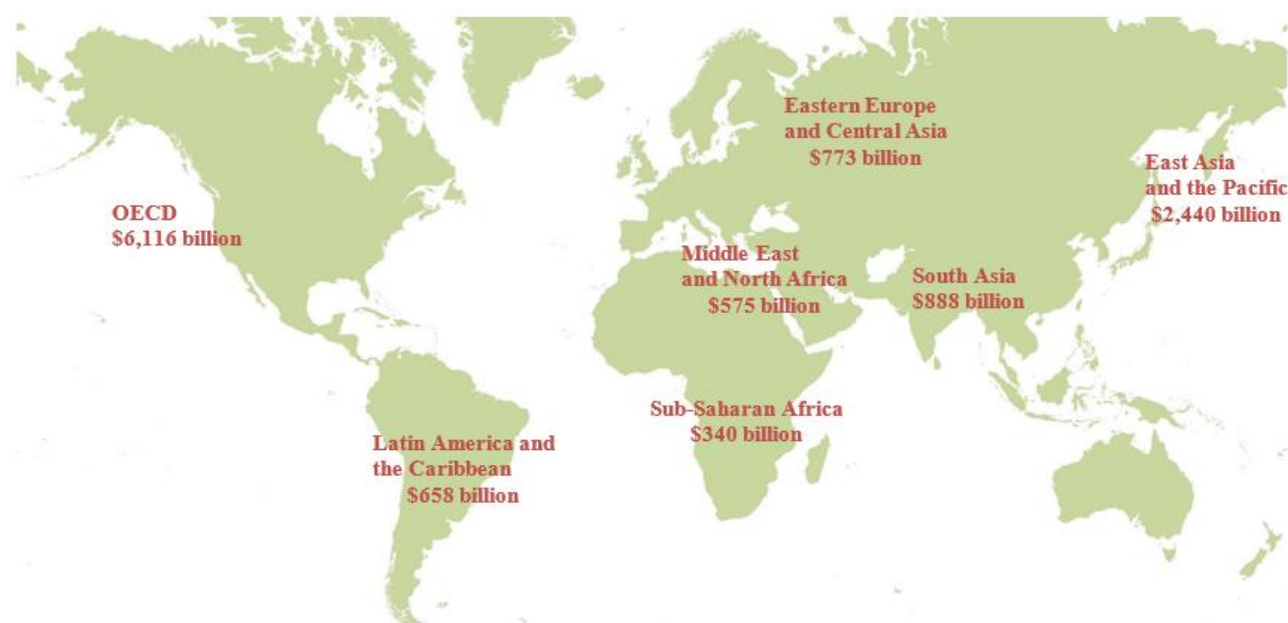 Eastern Europe
and Central Asia
$773 billion
East Asia
and the Pacific
$2,440 billion
OECD
$6,116 billion
Middle East
and North Africa
$575 billion
South Asia
$888 billion
Sub-Saharan Africa
$340 billion
Latin America and
the Caribbean
$658 billion